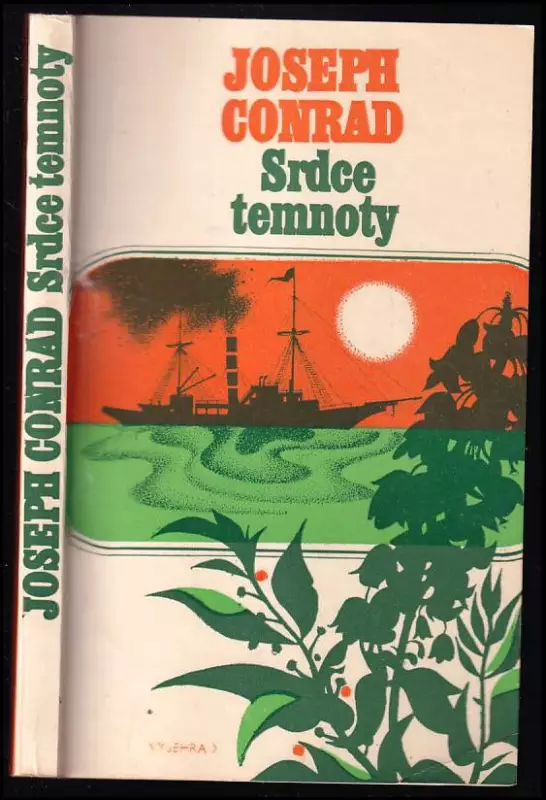 JOSEPH
CONRAD
Srdce
temnoty
JOSEPH CONRAD Srdce temnoty